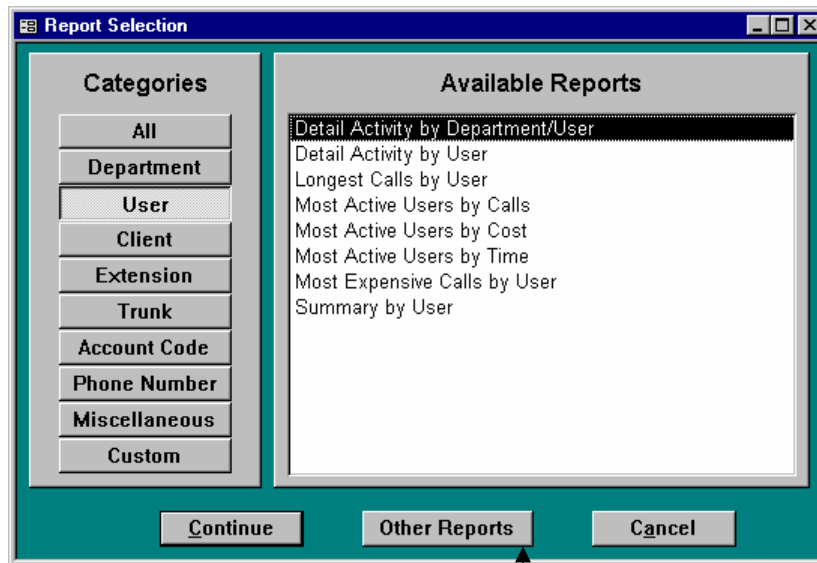 Report Selection
Categories
All
Department
User
Client
Extension
Trunk
Account Code
Phone Number
Miscellaneous
Custom
Available Reports
Detail Activity by Department/User
Detail Activity by User
Longest Calls by User
Most Active Users by Calls
Most Active Users by Cost
Most Active Users by Time
Most Expensive Calls by User
Summary by User
Continue
Other Reports
Cancel